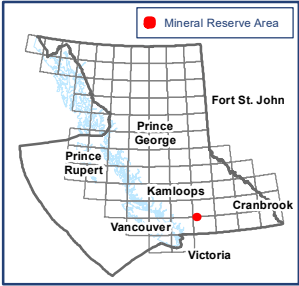 Mineral Reserve Area
Fort St. John
Prince
George
Prince
Rupert
Kamloops
Cranbrook
Vancouver
Victoria